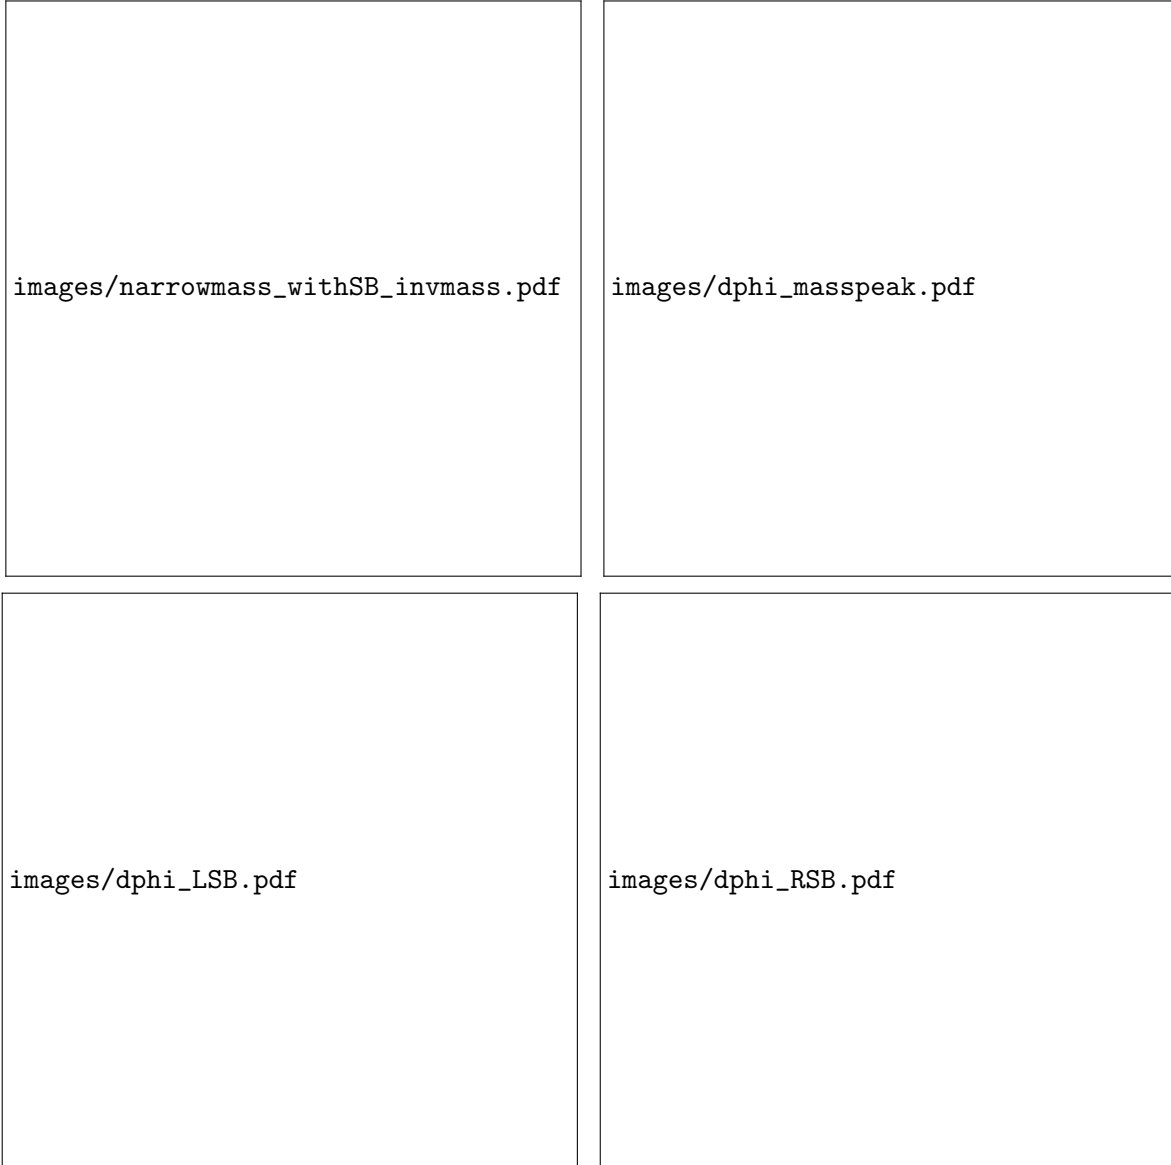 images/narrowmass_withSB_invmass.pdf
images/dphi_masspeak.pdf
images/dphi_LSB.pdf
images/dphi_RSB.pdf